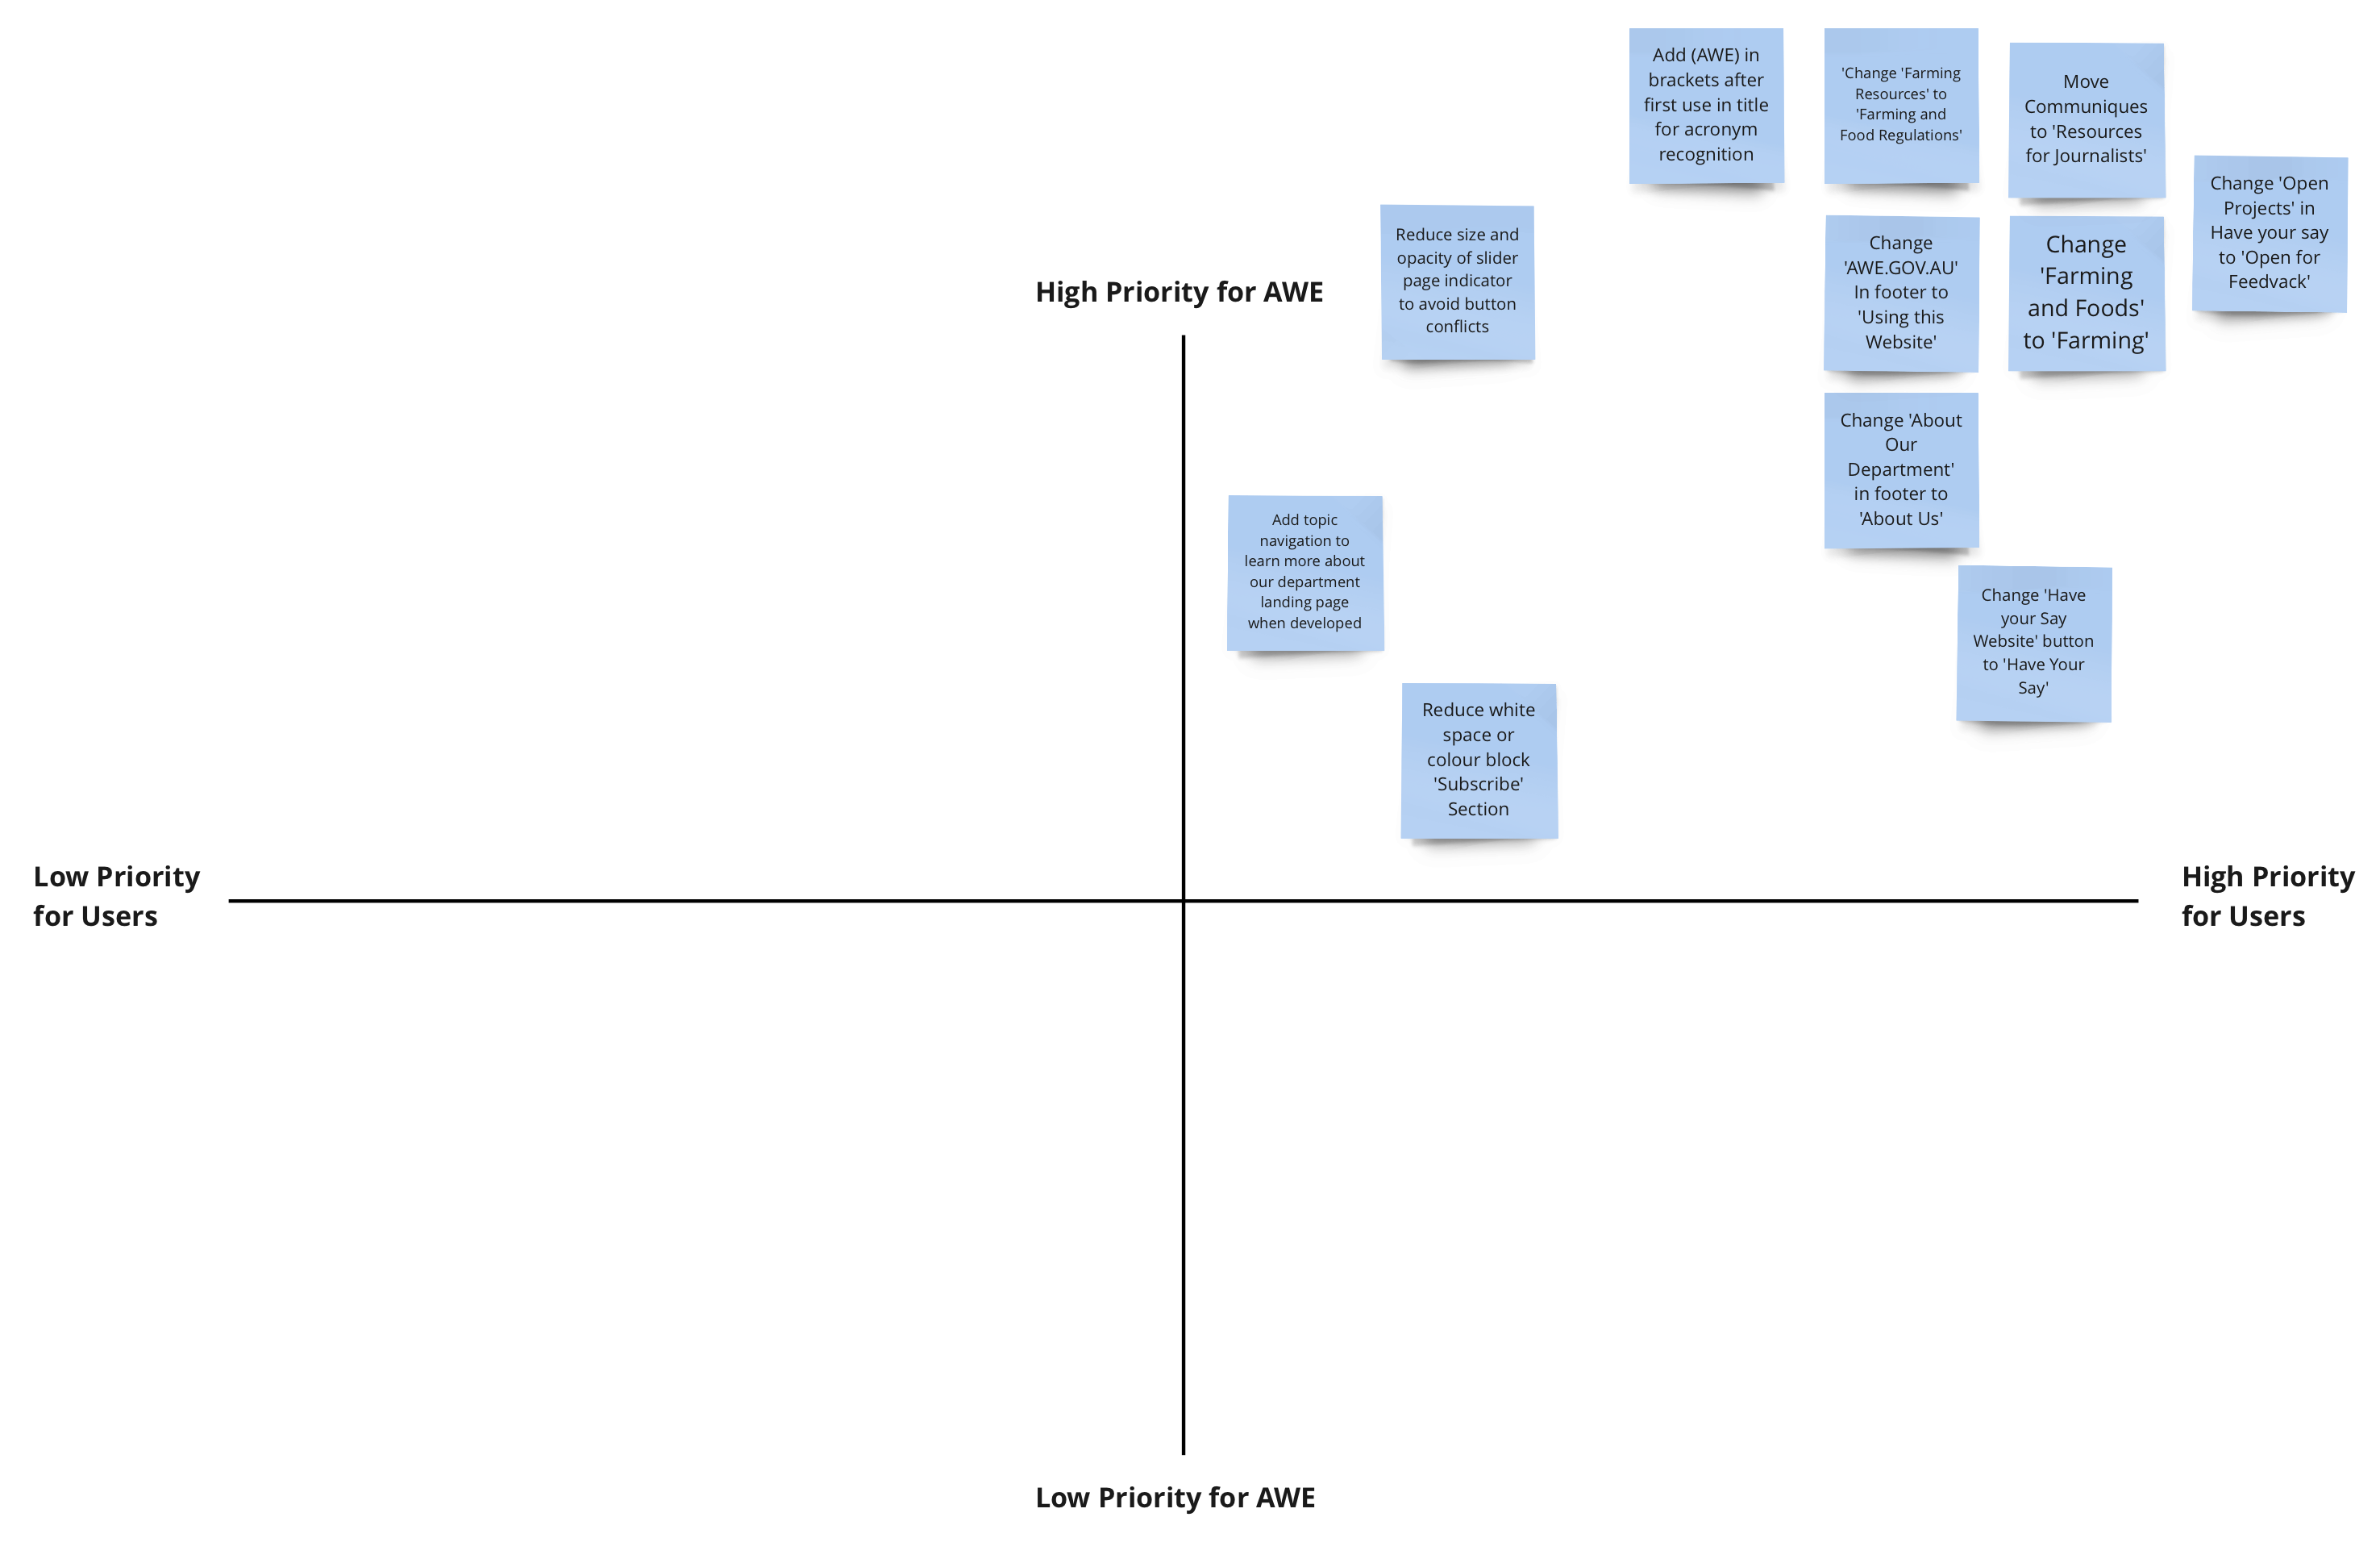 Add (AWE) in
brackets after
first use in title
for acronym
recognition
'Change 'Farming
Resources' to
'Farming and
Food Regulations'
Move
Communiques
to 'Resources
for Journalists'
Change 'Open
Projects' in
Have your say
to 'Open for
Feedvack'
Reduce size and
opacity of slider
page indicator
to avoid button
conflicts
Change
'AWE.GOV.AU'
In footer to
'Using this
Website'
Change
'Farming
and Foods'
to 'Farming'
High Priority for AWE
Change 'About
Our
Department'
in footer to
'About Us'
Add topic
navigation to
learn more about
our department
landing page
when developed
Change 'Have
your Say
Website' button
to 'Have Your
Say'
Reduce white
space or
colour block
'Subscribe'
Section
Low Priority
for Users
High Priority
for Users
Low Priority for AWE